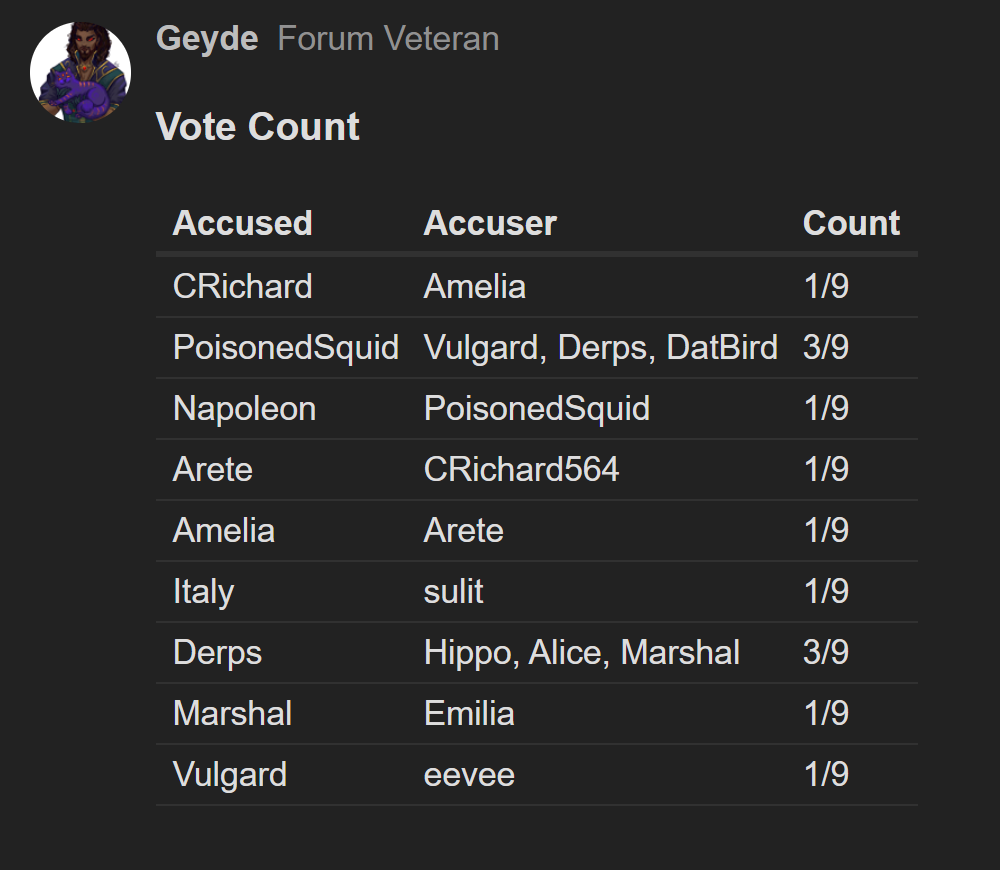 Geyde Forum Veteran
Vote Count
Accused Accuser Count
CRichard Amelia 1/9
PoisonedSquid Vulgard, Derps, DatBird 3/9
Napoleon PoisonedSquid 1/9
Arete CRichard564 1/9
Amelia Arete 1/9
Italy sulit 1/9
Derps Hippo, Alice, Marshal 3/9
Marshal Emilia 1/9
Vulgard eevee 1/9